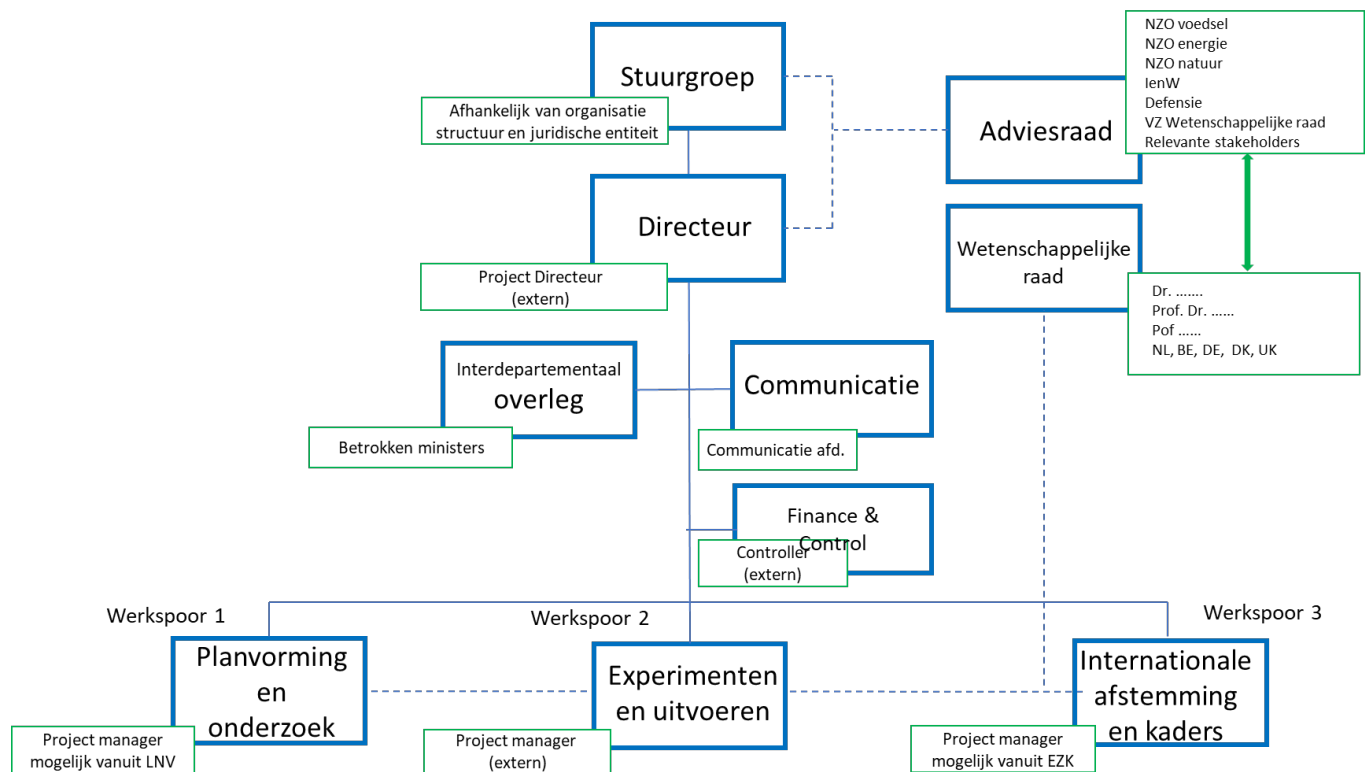 Stuurgroep
Afhankelijk van organisatie
structuur en juridische entiteit
NZO voedsel
NZO energie
NZO natuur
IenW
Defensie
VZ Wetenschappelijke raad
Relevante stakeholders
Adviesraad
Directeur
Project Directeur
(extern)
Wetenschappelijke
raad
Dr. .......
Prof. Dr. ......
Pof ......
NL, BE, DE, DK, UK
Interdepartementaal
overleg
Betrokken ministers
Communicatie
Communicatie afd.
Finance &
Control
Controller
(extern)
Werkspoor 1
Planvorming
en
onderzoek
Project manager
mogelijk vanuit LNV
Werkspoor 2
Experimenten
en uitvoeren
Project manager
(extern)
Werkspoor 3
Internationale
afstemming
en kaders
Project manager
mogelijk vanuit EZK